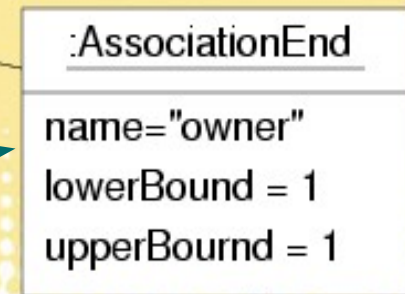 :AssociationEnd
name="owner"
lowerBound = 1
upperBournd = 1